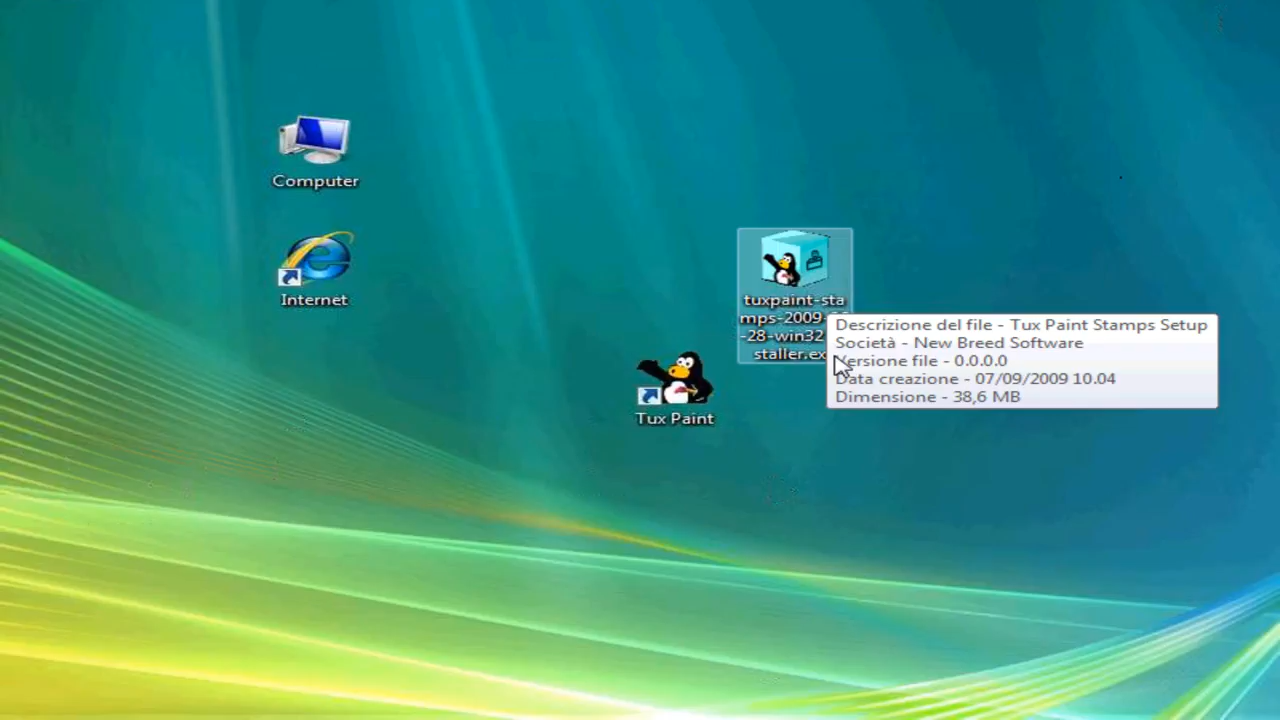 Computer
Internet
tuxpaint-sta
mps-2009-
-28-win32
staller.ex
Tux Paint
Descrizione del file - Tux Paint Stamps Setup
Società - New Breed Software
Versione file - 0.0.0.0
Data creazione - 07/09/2009 10.04
Dimensione - 38,6 MB